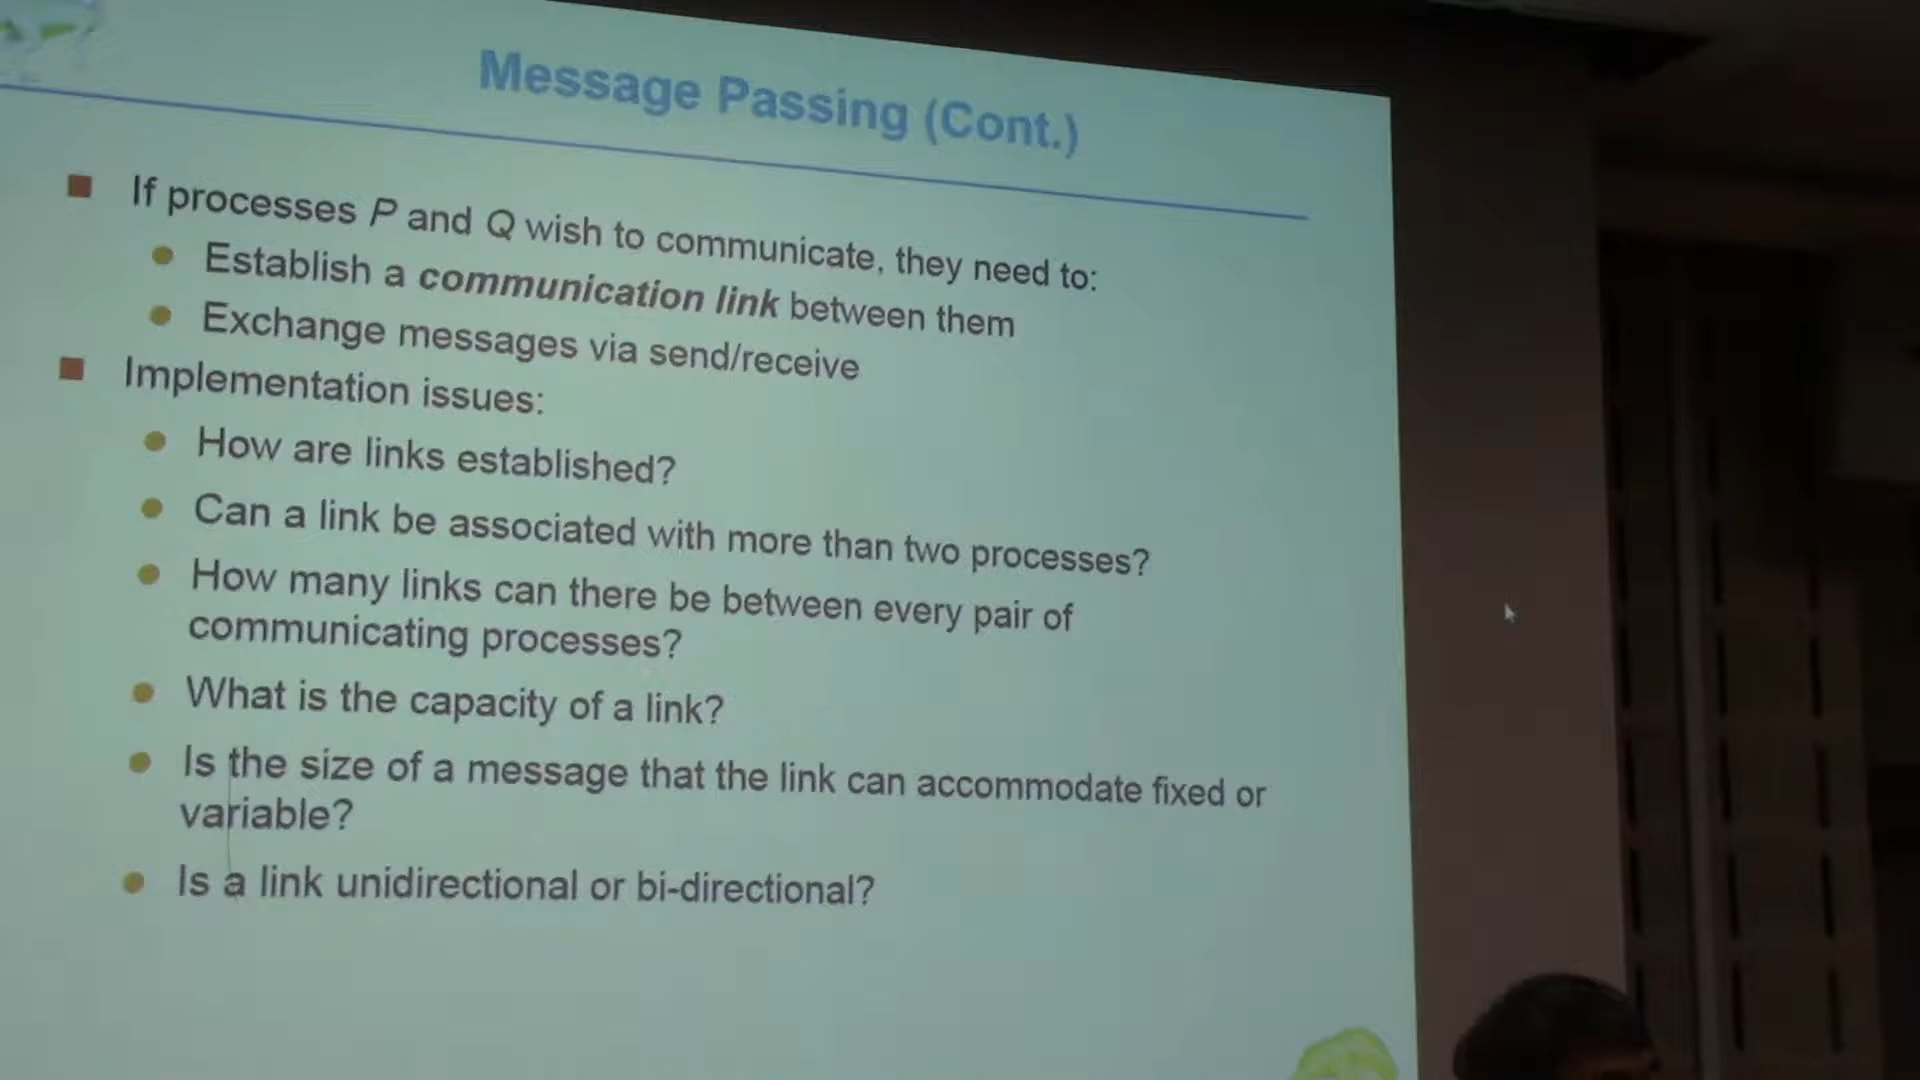 Message Passing (Cont.)
If processes P and Q wish to communicate, they need to:
Establish a communication link between them
Exchange messages via send/receive
Implementation issues:
How are links established?
Can a link be associated with more than two processes?
How many links can there be between every pair of
communicating processes?
What is the capacity of a link?
Is the size of a message that the link can accommodate fixed or
variable?
Is a link unidirectional or bi-directional?